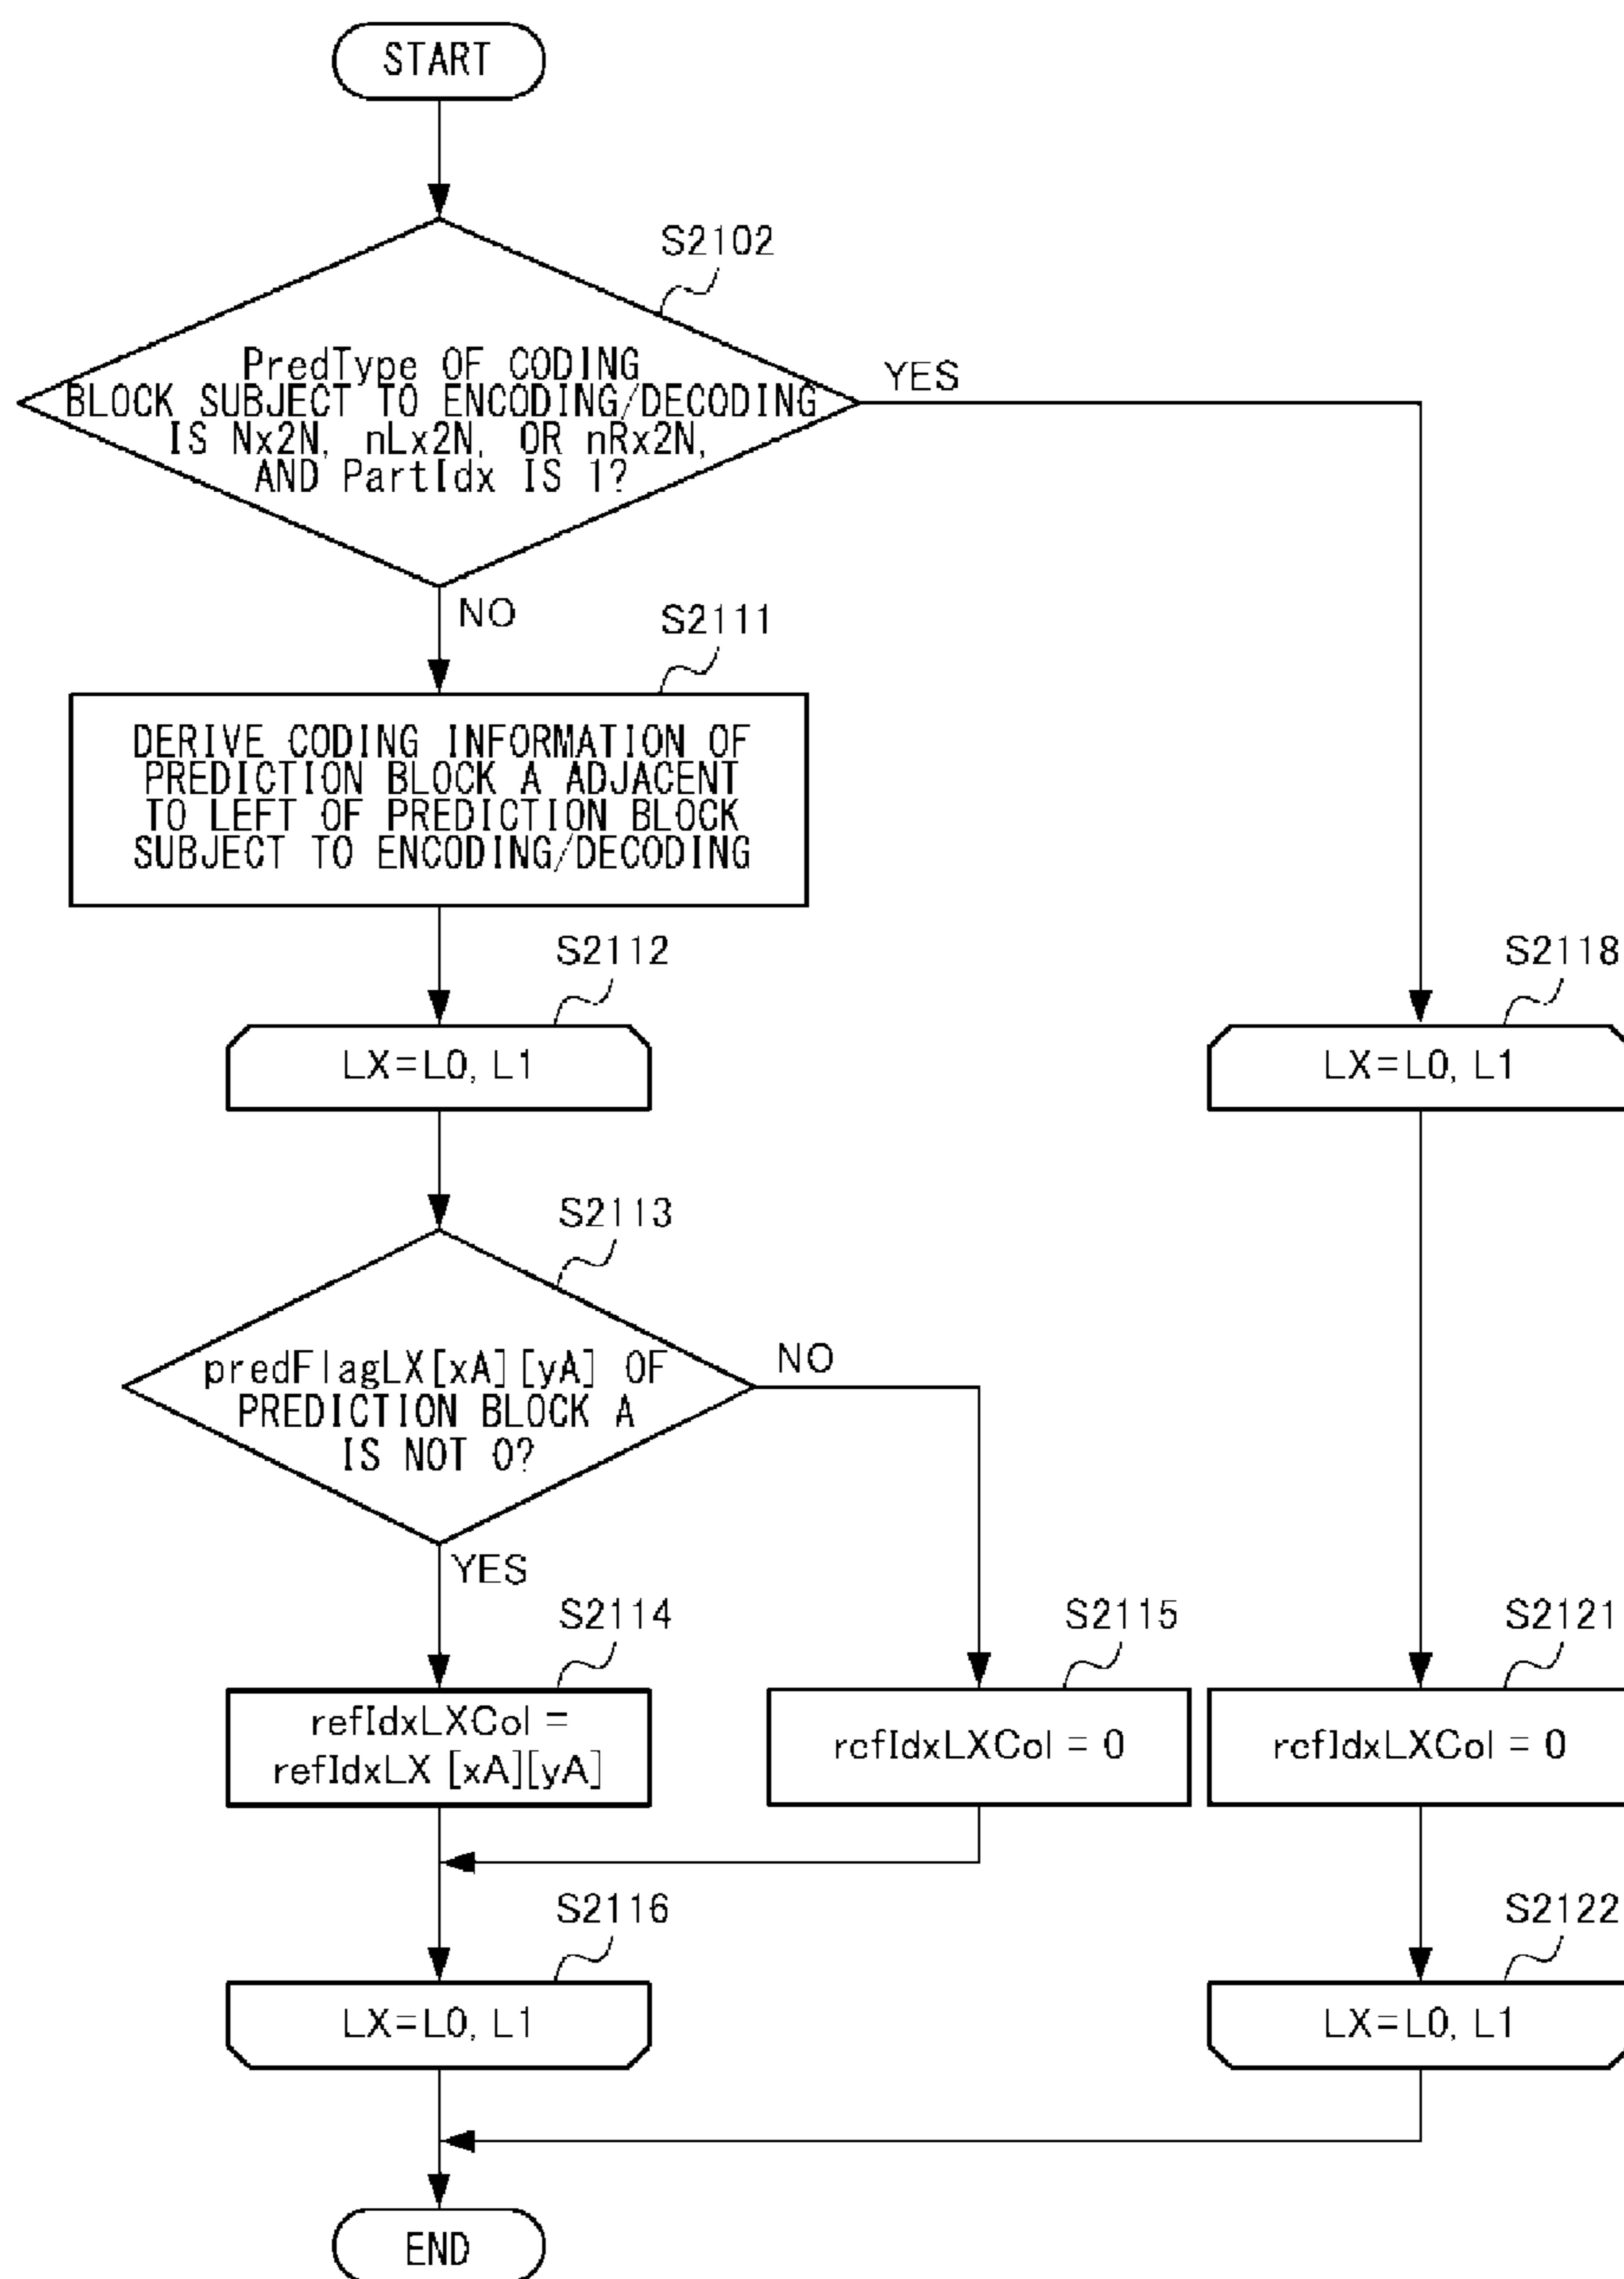 START
S2102
PredType OF CODING
BLOCK SUBJECT TO ENCODING/DECODING
IS Nx2N, nLx2N, OR nRx2N,
AND PartIdx IS 1?
YES
NO
S2111
DERIVE CODING INFORMATION OF
PREDICTION BLOCK A ADJACENT
TO LEFT OF PREDICTION BLOCK
SUBJECT TO ENCODING/DECODING
S2112
LX=L0, L1
S2118
LX=L0, L1
S2113
predFlagLX[xA][yA] OF
PREDICTION BLOCK A
IS NOT 0?
NO
YES
S2114
refIdxLXCol =
refIdxLX [xA][yA]
S2115
refIdxLXCol = 0
S2121
refIdxLXCol = 0
S2116
LX=L0, L1
S2122
LX=L0, L1
END